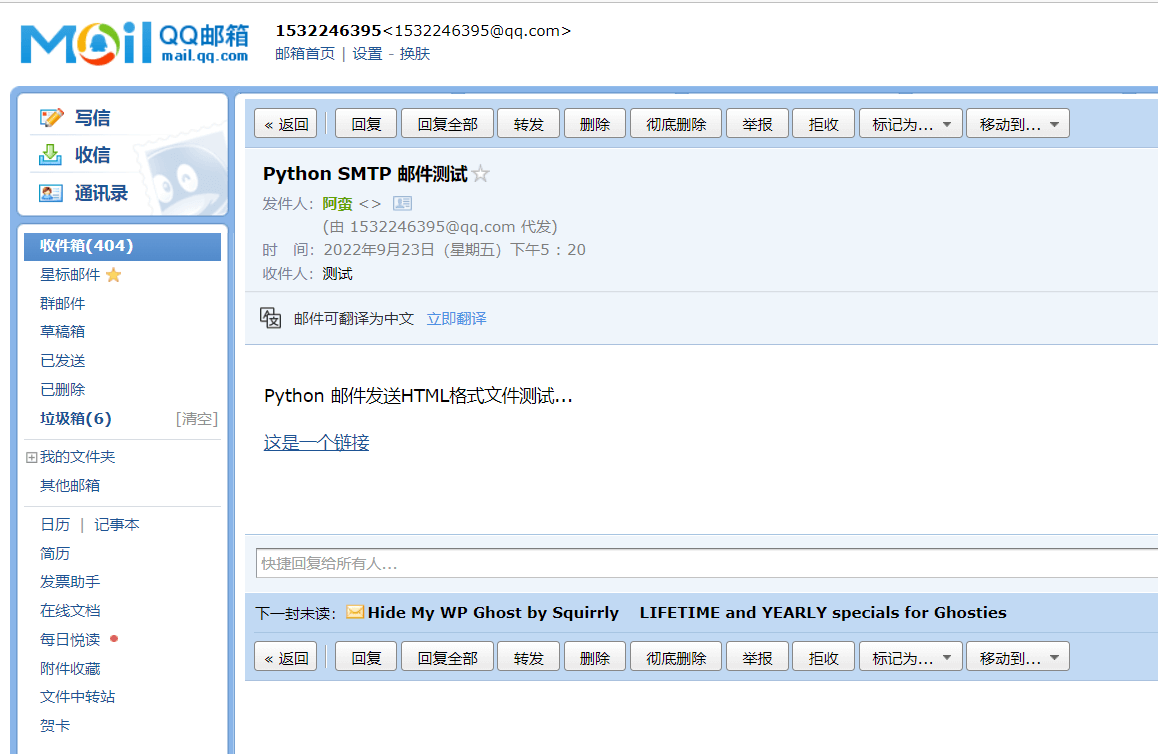 Mail QQ邮箱 mail.qq.com
1532246395<1532246395@qq.com>
邮箱首页 | 设置 - 换肤
写信
收信
通讯录
收件箱(404)
星标邮件
群邮件
草稿箱
已发送
已删除
垃圾箱(6) [清空]
我的文件夹
其他邮箱
日历 | 记事本
简历
发票助手
在线文档
每日悦读
附件收藏
文件中转站
贺卡
« 返回 回复 回复全部 转发 删除 彻底删除 举报 拒收 标记为... 移动到...
Python SMTP 邮件测试
发件人：阿蛮 <>
(由 1532246395@qq.com 代发)
时 间：2022年9月23日（星期五）下午5：20
收件人：测试
邮件可翻译为中文 立即翻译
Python 邮件发送HTML格式文件测试...
这是一个链接
快捷回复给所有人...
下一封未读： Hide My WP Ghost by Squirrly LIFETIME and YEARLY specials for Ghosties
« 返回 回复 回复全部 转发 删除 彻底删除 举报 拒收 标记为... 移动到...